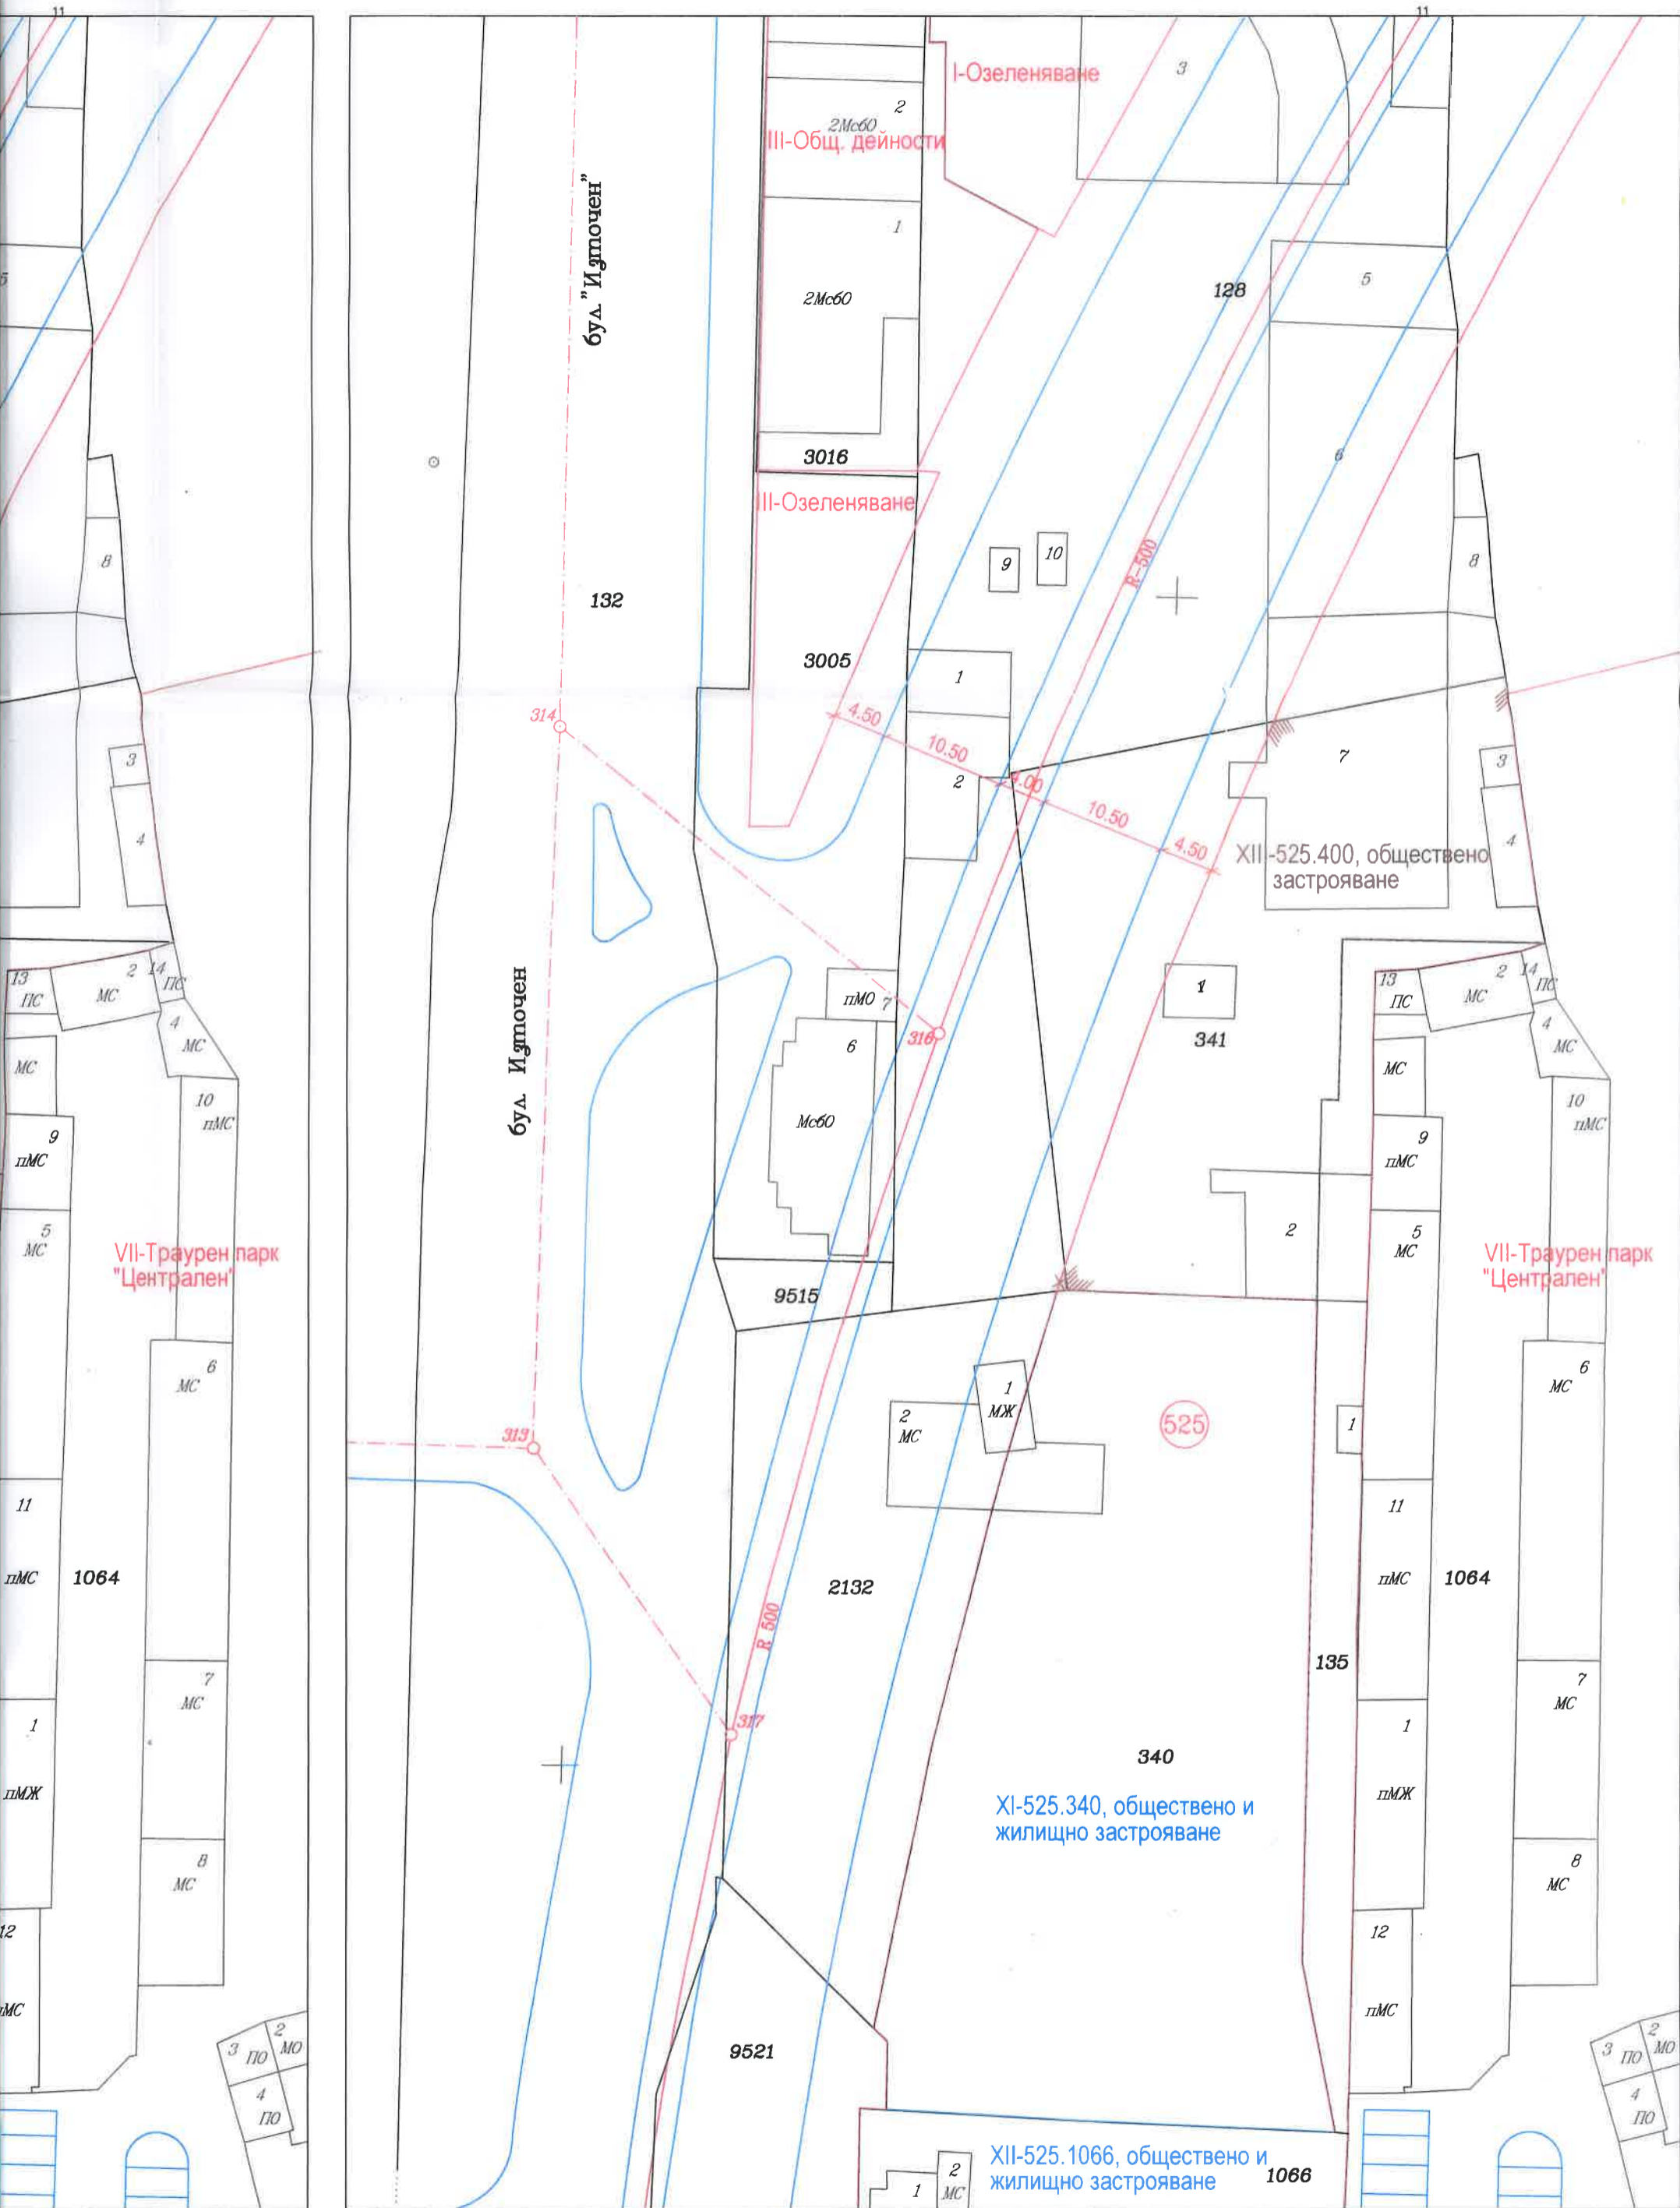 11
11
I-Озеленяване
3
2
2Мсб0
III-Общ. дейности
1
бул."Източен"
2Мсб0
128
5
5
6
3016
III-Озеленяване
R-500
9
10
8
8
132
3005
1
314
4.50
10.50
2
4.00
10.50
4.50
7
3
3
4
4
XII-525.400, обществено
застрояване
13
ПС
2
МС
14
ПС
4
МС
МС
10
пМС
бул. Източен
пМО 7
6
316
Мсб0
1
341
13
ПС
2
МС
14
ПС
4
МС
МС
10
пМС
9
пМС
9
пМС
5
МС
2
5
МС
VII-Траурен парк
"Централен"
VII-Траурен парк
"Централен"
9515
6
МС
6
МС
1
МЖ
2
МС
525
1
313
11
пМС
1064
11
пМС
1064
2132
R 500
135
7
МС
7
МС
1
пМЖ
317
340
1
пМЖ
XI-525.340, обществено и
жилищно застрояване
8
МС
8
МС
12
12
пМС
9521
3
ПО
2
МО
4
ПО
3
ПО
2
МО
4
ПО
XII-525.1066, обществено и
жилищно застрояване
1066
1
2
МС